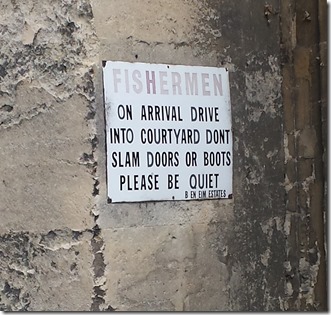 FISHERMEN
ON ARRIVAL DRIVE
INTO COURTYARD DONT
SLAM DOORS OR BOOTS
PLEASE BE QUIET
B EN EIM ESTATES